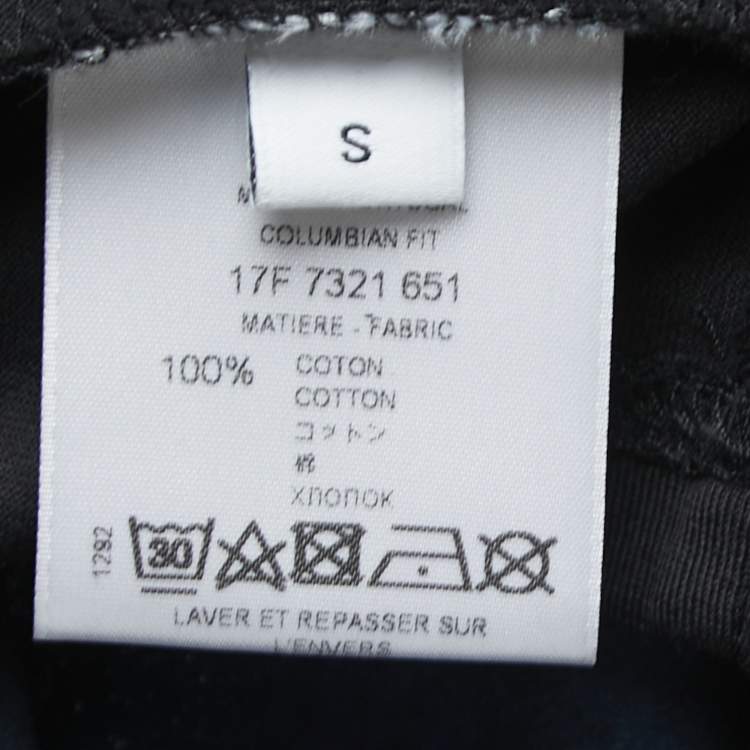 S
COLUMBIAN FIT
17F 7321 651
MATIERE - FABRIC
100% COTON
COTTON
コットン
棉
ХЛОПОК
1292
30
LAVER ET REPASSER SUR
L'ENVERS